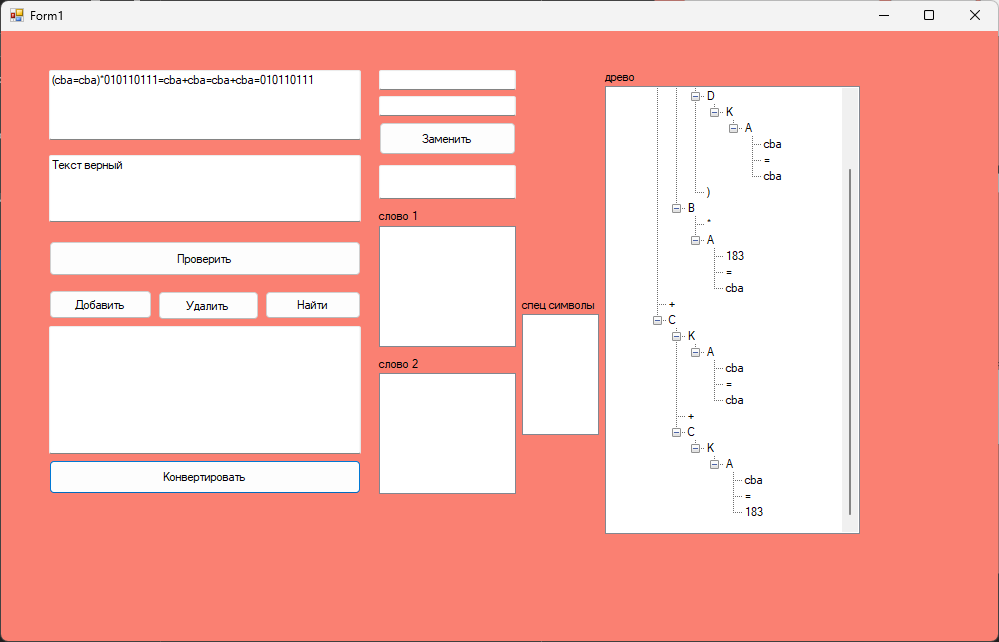 Form1
(cba=cba)*010110111=cba+cba=cba+cba=010110111
Текст верный
Проверить
Добавить
Удалить
Найти
Конвертировать
Заменить
слово 1
слово 2
спец символы
древо
D
K
A
cba
=
cba
)
B
*
A
183
=
cba
+
C
K
A
cba
=
cba
+
C
K
A
cba
=
183